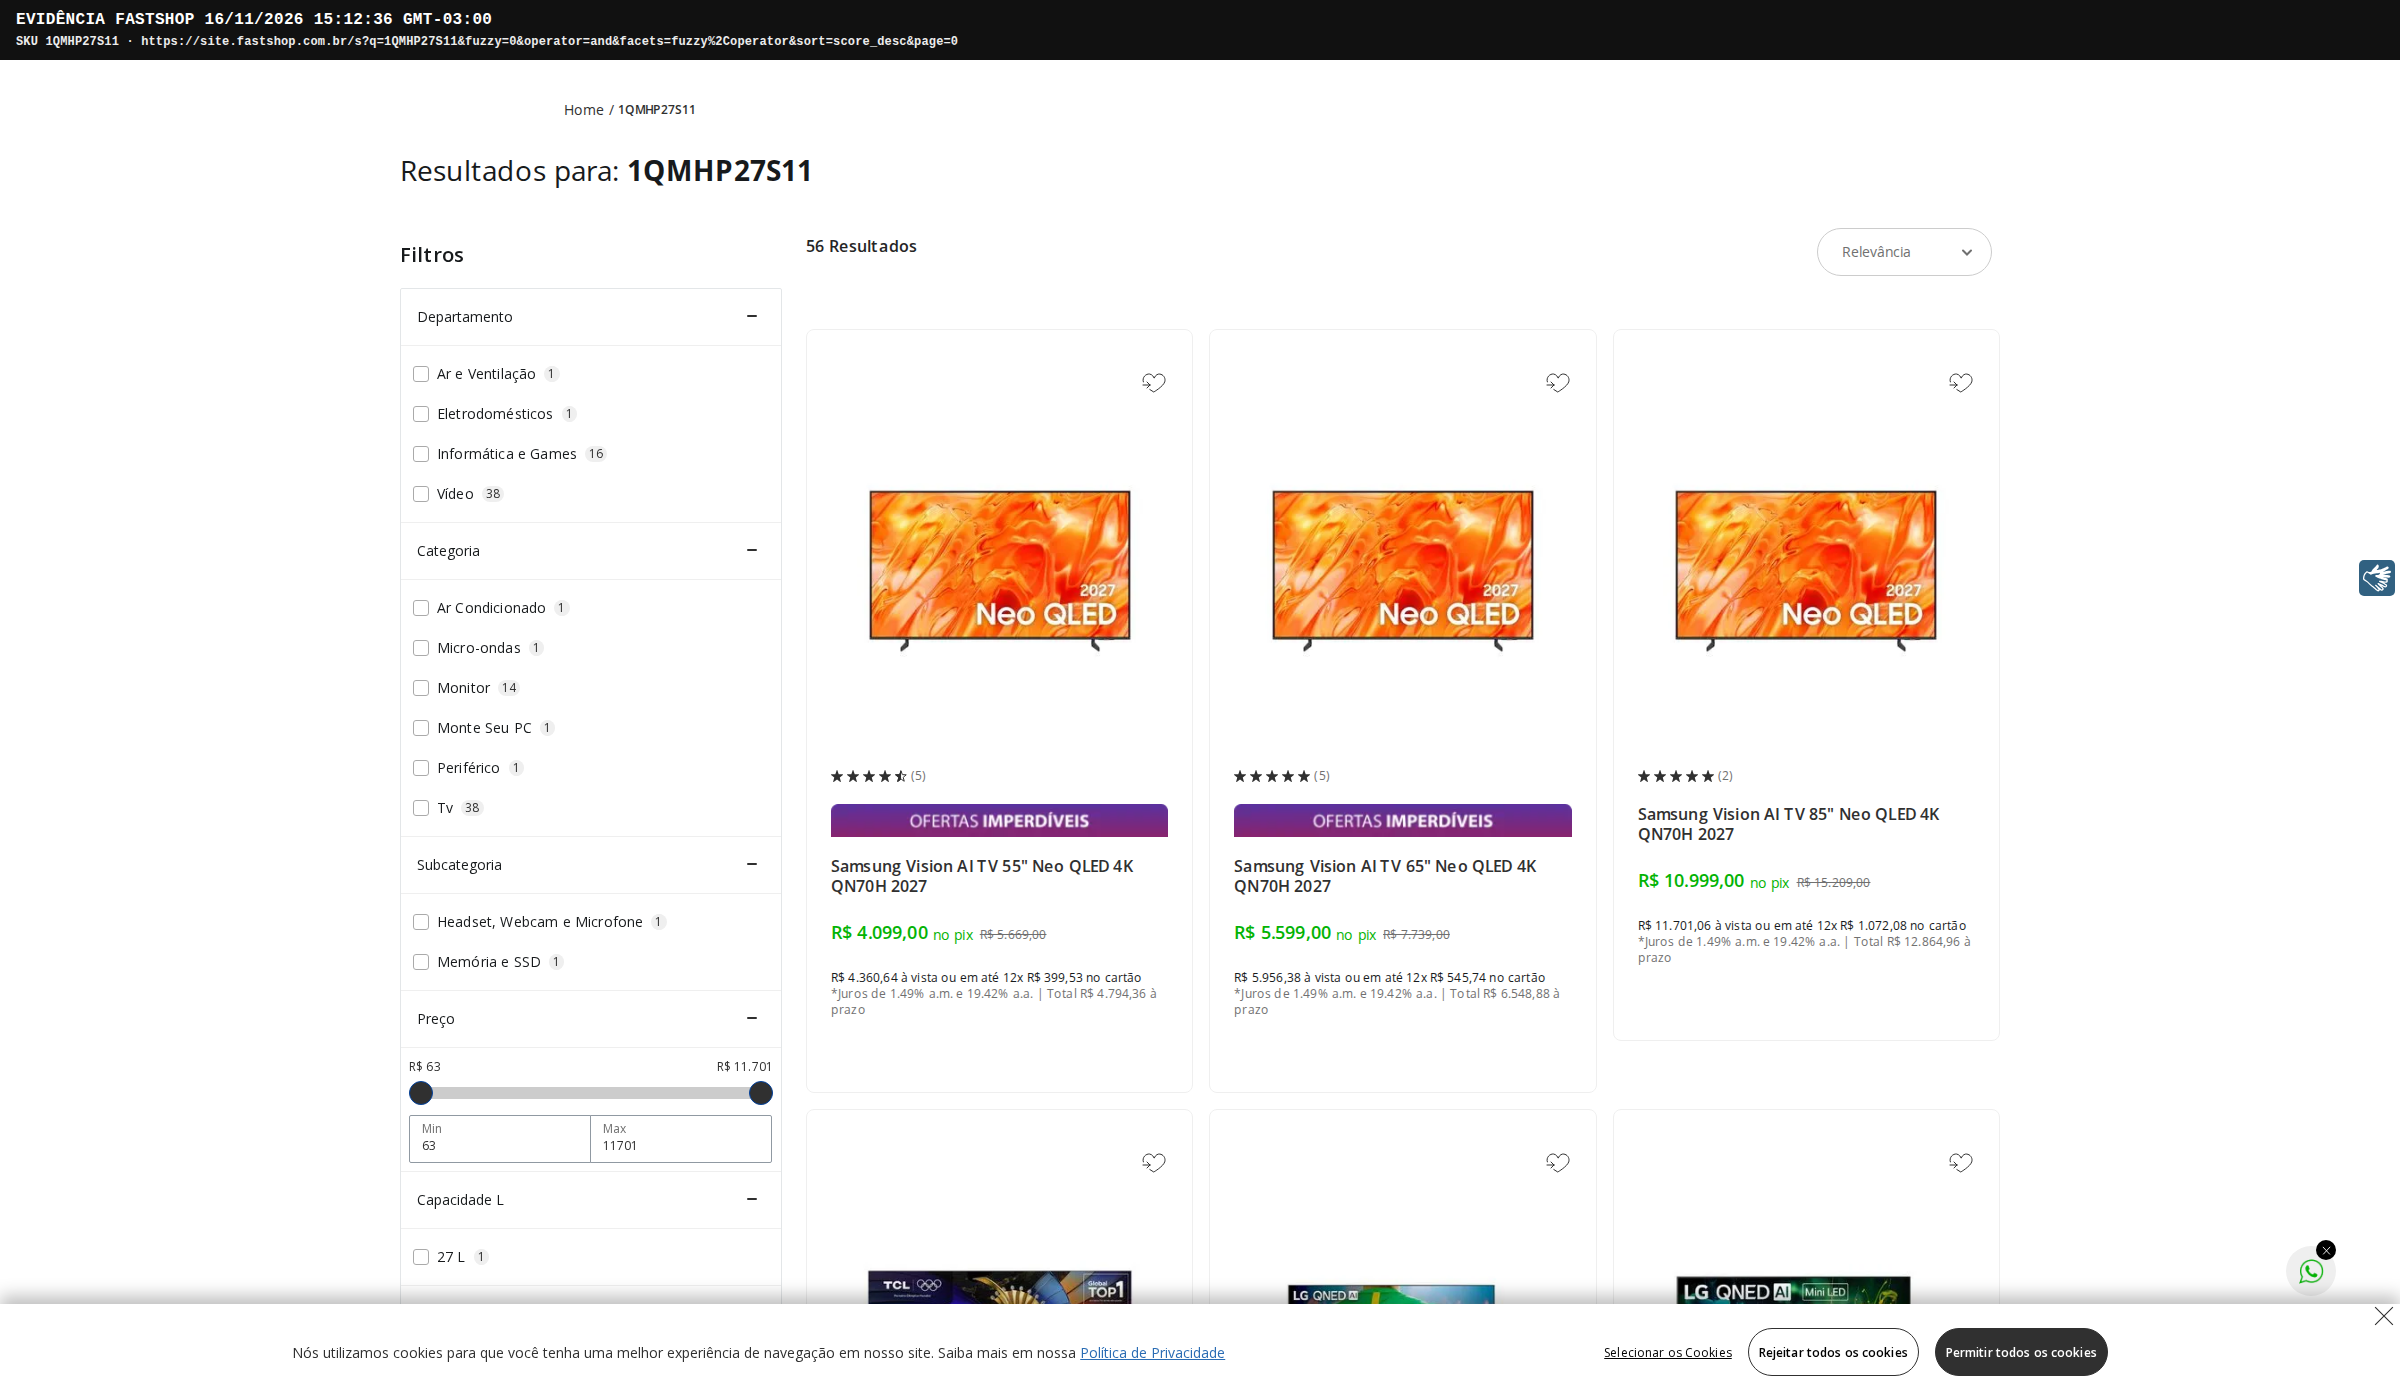 EVIDÊNCIA FASTSHOP 16/11/2026 15:12:36 GMT-03:00
SKU 1QMHP27S11 · https://site.fastshop.com.br/s?q=1QMHP27S11&fuzzy=0&operator=and&facets=fuzzy%2Coperator&sort=score_desc&page=0
Home / 1QMHP27S11
Resultados para: 1QMHP27S11
Filtros
56 Resultados
Relevância
Departamento
Ar e Ventilação 1
Eletrodomésticos 1
Informática e Games 16
Vídeo 38
Categoria
Ar Condicionado 1
Micro-ondas 1
Monitor 14
Monte Seu PC 1
Periférico 1
Tv 38
Subcategoria
Headset, Webcam e Microfone 1
Memória e SSD 1
Preço
R$ 63
R$ 11.701
Min
63
Max
11701
Capacidade L
27 L 1
2027
Neo QLED
(5)
OFERTAS IMPERDÍVEIS
Samsung Vision AI TV 55" Neo QLED 4K
QN70H 2027
R$ 4.099,00 no pix R$ 5.669,00
R$ 4.360,64 à vista ou em até 12x R$ 399,53 no cartão
*Juros de 1.49% a.m. e 19.42% a.a. | Total R$ 4.794,36 à
prazo
2027
Neo QLED
(5)
OFERTAS IMPERDÍVEIS
Samsung Vision AI TV 65" Neo QLED 4K
QN70H 2027
R$ 5.599,00 no pix R$ 7.739,00
R$ 5.956,38 à vista ou em até 12x R$ 545,74 no cartão
*Juros de 1.49% a.m. e 19.42% a.a. | Total R$ 6.548,88 à
prazo
2027
Neo QLED
(2)
Samsung Vision AI TV 85" Neo QLED 4K
QN70H 2027
R$ 10.999,00 no pix R$ 15.209,00
R$ 11.701,06 à vista ou em até 12x R$ 1.072,08 no cartão
*Juros de 1.49% a.m. e 19.42% a.a. | Total R$ 12.864,96 à
prazo
TCL
Global
TOP1
LG QNED AI
LG QNED AI Mini LED
Nós utilizamos cookies para que você tenha uma melhor experiência de navegação em nosso site. Saiba mais em nossa Política de Privacidade
Selecionar os Cookies
Rejeitar todos os cookies
Permitir todos os cookies